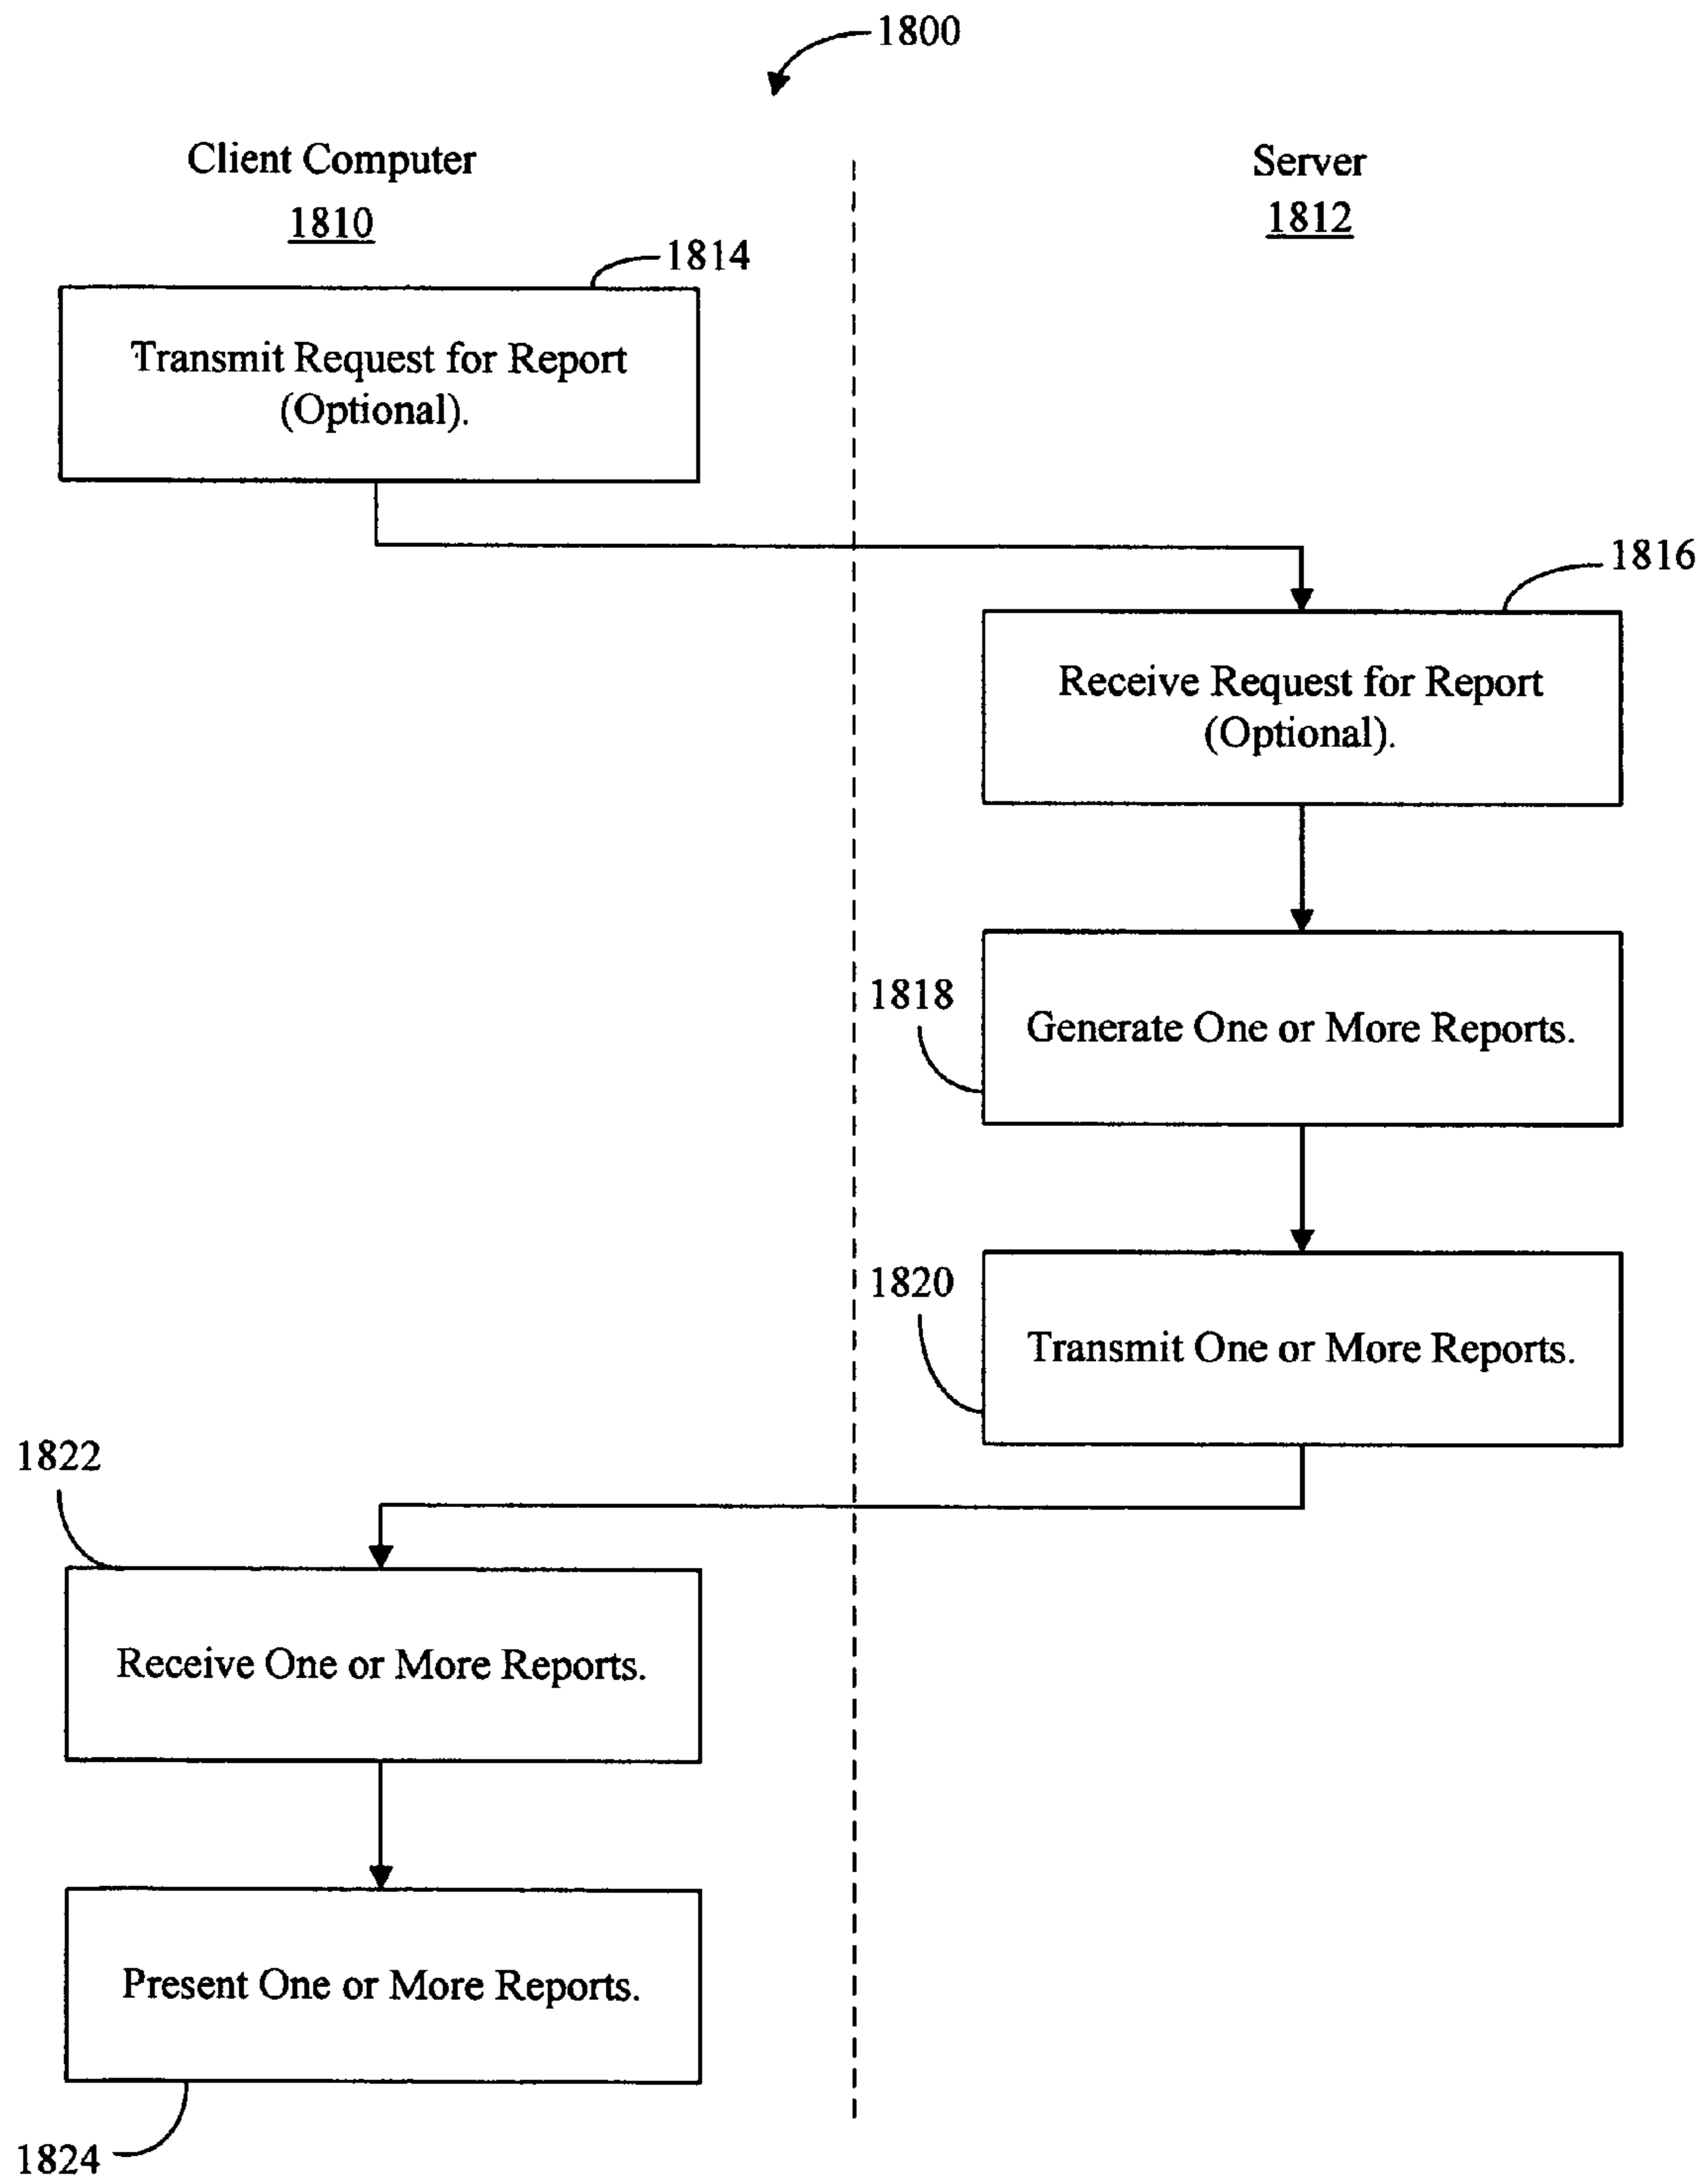 1800
Client Computer
1810
Server
1812
1814
Transmit Request for Report
(Optional).
1816
Receive Request for Report
(Optional).
1818
Generate One or More Reports.
1820
Transmit One or More Reports.
1822
Receive One or More Reports.
Present One or More Reports.
1824